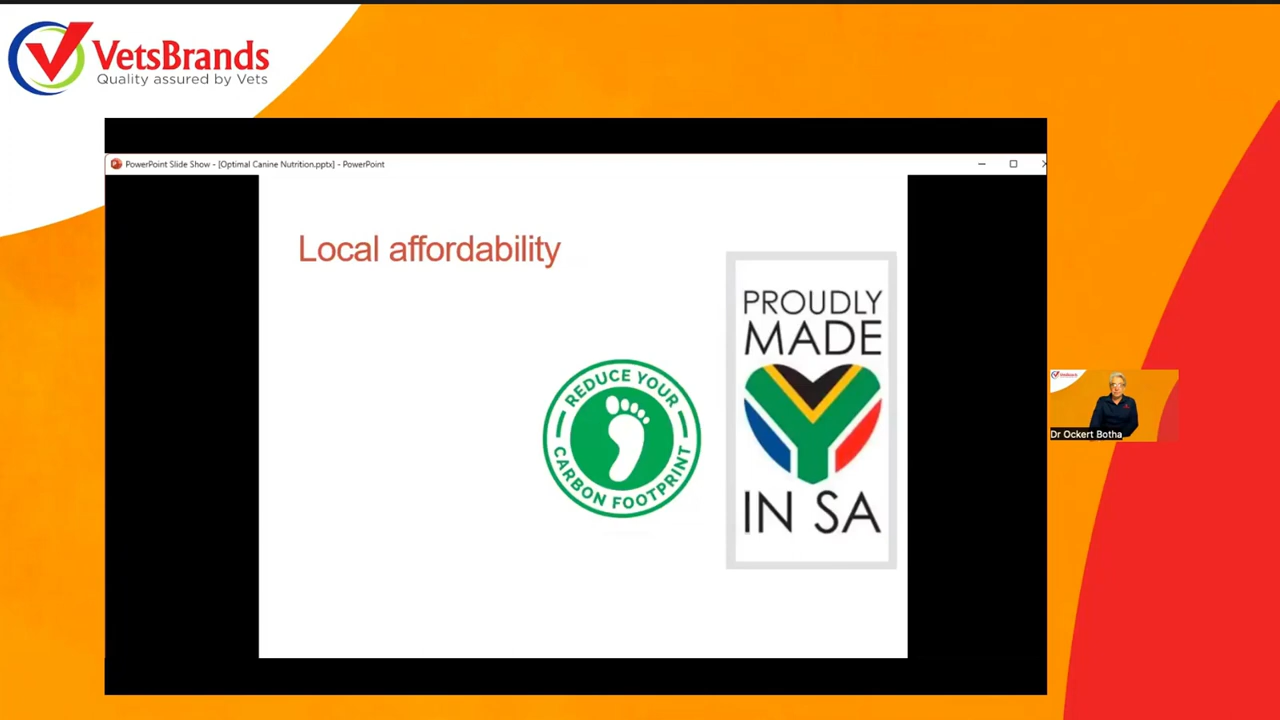 VetsBrands
Quality assured by Vets
PowerPoint Slide Show - [Optimal Canine Nutrition.pptx] - PowerPoint
Local affordability
REDUCE YOUR
CARBON FOOTPRINT
PROUDLY
MADE
IN SA
Dr Ockert Botha